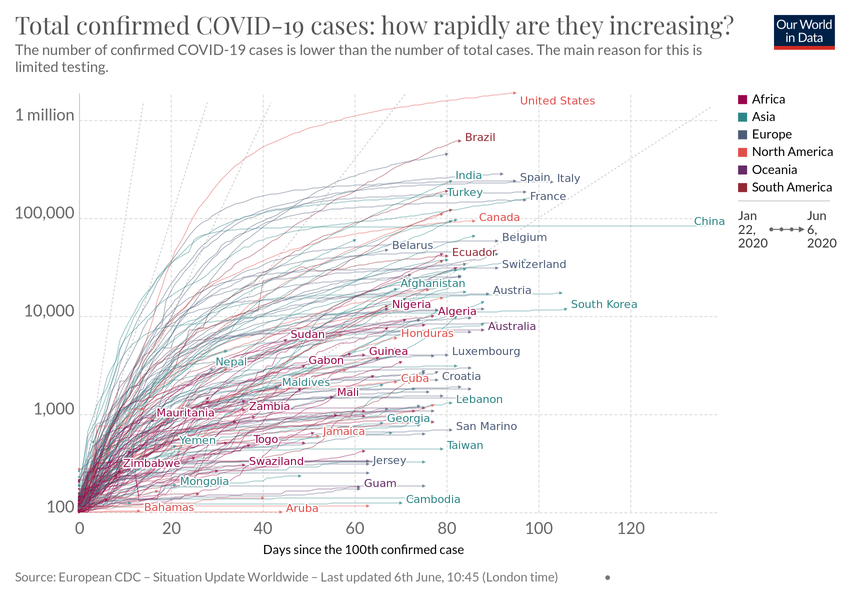 Total confirmed COVID-19 cases: how rapidly are they increasing?
Our World
in Data
The number of confirmed COVID-19 cases is lower than the number of total cases. The main reason for this is
limited testing.
1 million
100,000
10,000
1,000
100
United States
Brazil
India
Spain
Italy
Turkey
France
Canada
China
Belarus
Belgium
Ecuador
Switzerland
Afghanistan
Austria
Nigeria
Algeria
South Korea
Sudan
Honduras
Australia
Nepal
Gabon
Guinea
Luxembourg
Maldives
Cuba
Croatia
Mali
Lebanon
Mauritania
Zambia
Georgia
Yemen
Togo
Jamaica
San Marino
Taiwan
Zimbabwe
Swaziland
Jersey
Mongolia
Guam
Cambodia
Bahamas
Aruba
0
20
40
60
80
100
120
Days since the 100th confirmed case
Africa
Asia
Europe
North America
Oceania
South America
Jan
22,
2020
Jun
6,
2020
Source: European CDC – Situation Update Worldwide – Last updated 6th June, 10:45 (London time)